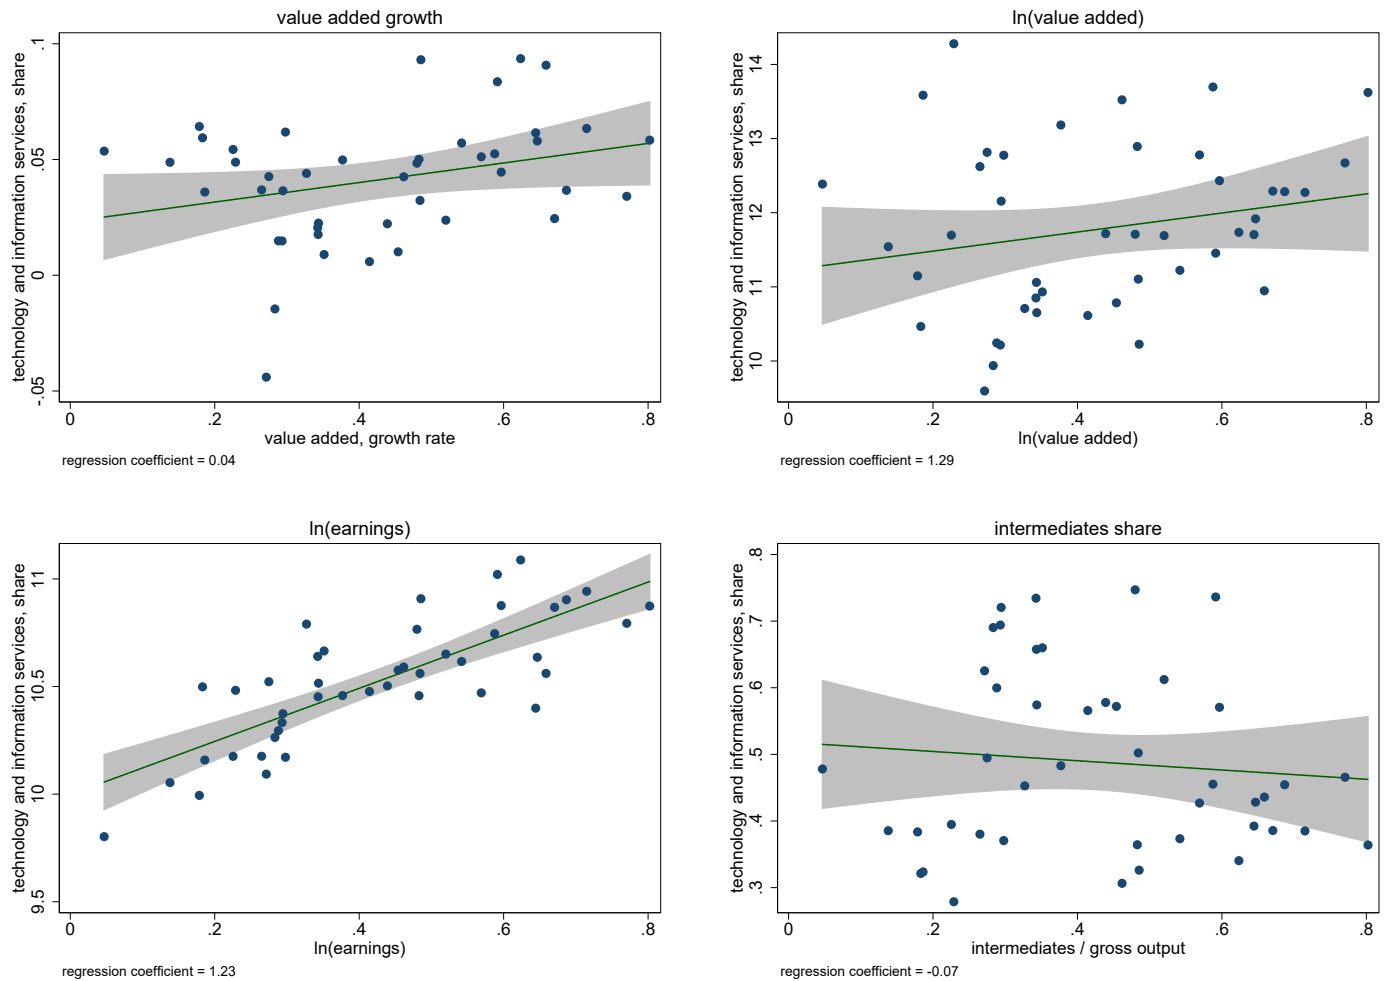 value added growth
technology and information services, share
.1
.05
0
-.05
0 .2 .4 .6 .8
value added, growth rate
regression coefficient = 0.04
ln(value added)
technology and information services, share
14
13
12
11
10
0 .2 .4 .6 .8
ln(value added)
regression coefficient = 1.29
ln(earnings)
technology and information services, share
11
10.5
10
9.5
0 .2 .4 .6 .8
ln(earnings)
regression coefficient = 1.23
intermediates share
technology and information services, share
.8
.7
.6
.5
.4
.3
0 .2 .4 .6 .8
intermediates / gross output
regression coefficient = -0.07